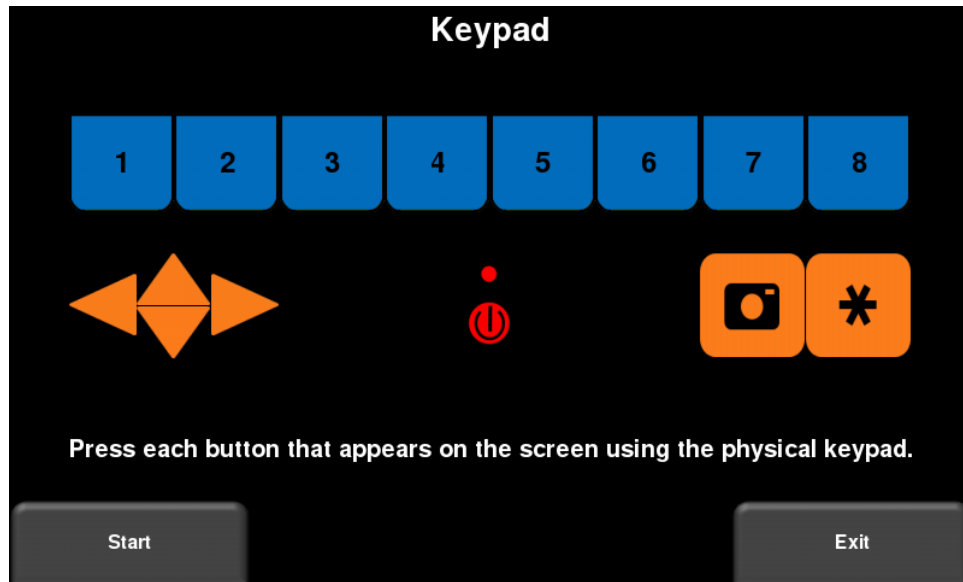 Keypad
1 2 3 4 5 6 7 8
*
Press each button that appears on the screen using the physical keypad.
Start Exit